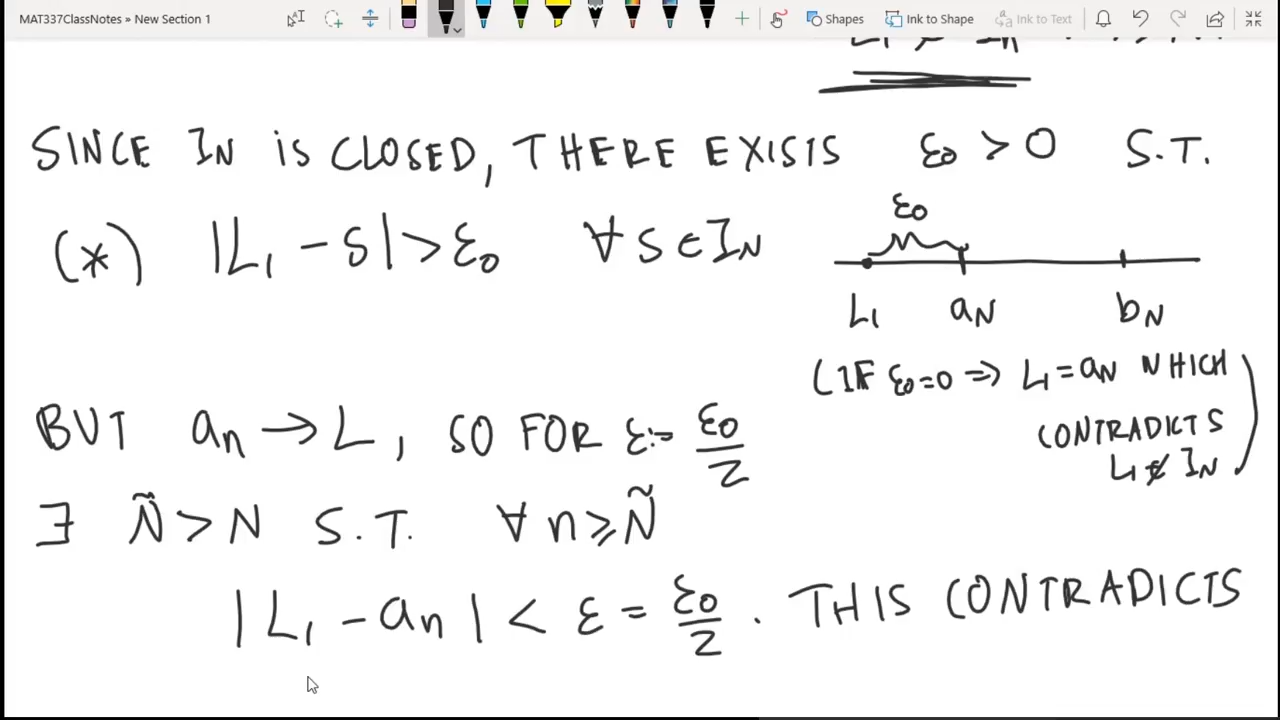 MAT337ClassNotes » New Section 1
Shapes
Ink to Shape
Ink to Text
SINCE IN IS CLOSED, THERE EXISTS ε0 > 0 S.T.
(*) |L1 - s| > ε0 ∀ s ∈ IN
ε0
L1 aN bN
(IF ε0=0 => L1 = aN WHICH
CONTRADICTS
L1 ∉ IN)
BUT an → L, SO FOR ε:= ε0/2
∃ Ñ > N S.T. ∀ n ≥ Ñ
|L1 - an| < ε = ε0/2 . THIS CONTRADICTS